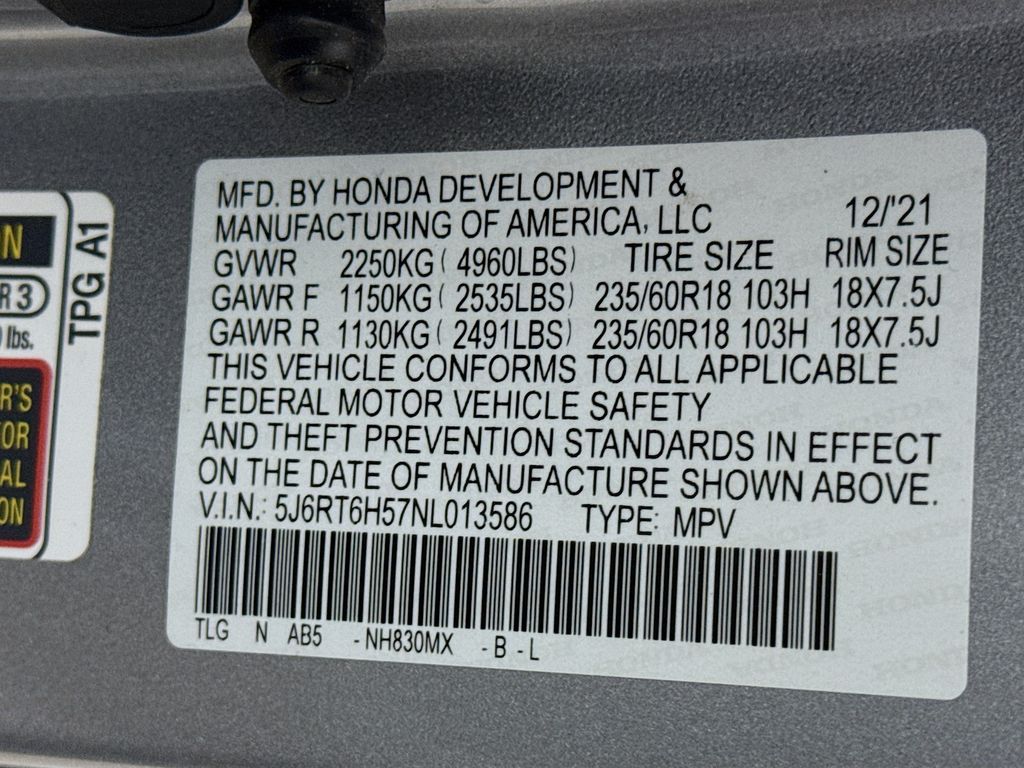 MFD. BY HONDA DEVELOPMENT &
MANUFACTURING OF AMERICA, LLC 12/'21
GVWR 2250KG ( 4960LBS) TIRE SIZE RIM SIZE
GAWR F 1150KG ( 2535LBS) 235/60R18 103H 18X7.5J
GAWR R 1130KG ( 2491LBS) 235/60R18 103H 18X7.5J
THIS VEHICLE CONFORMS TO ALL APPLICABLE
FEDERAL MOTOR VEHICLE SAFETY
AND THEFT PREVENTION STANDARDS IN EFFECT
ON THE DATE OF MANUFACTURE SHOWN ABOVE.
V.I.N.: 5J6RT6H57NL013586 TYPE: MPV
TLG N AB5 -NH830MX -B -L
TPG A1
R 3
lbs.